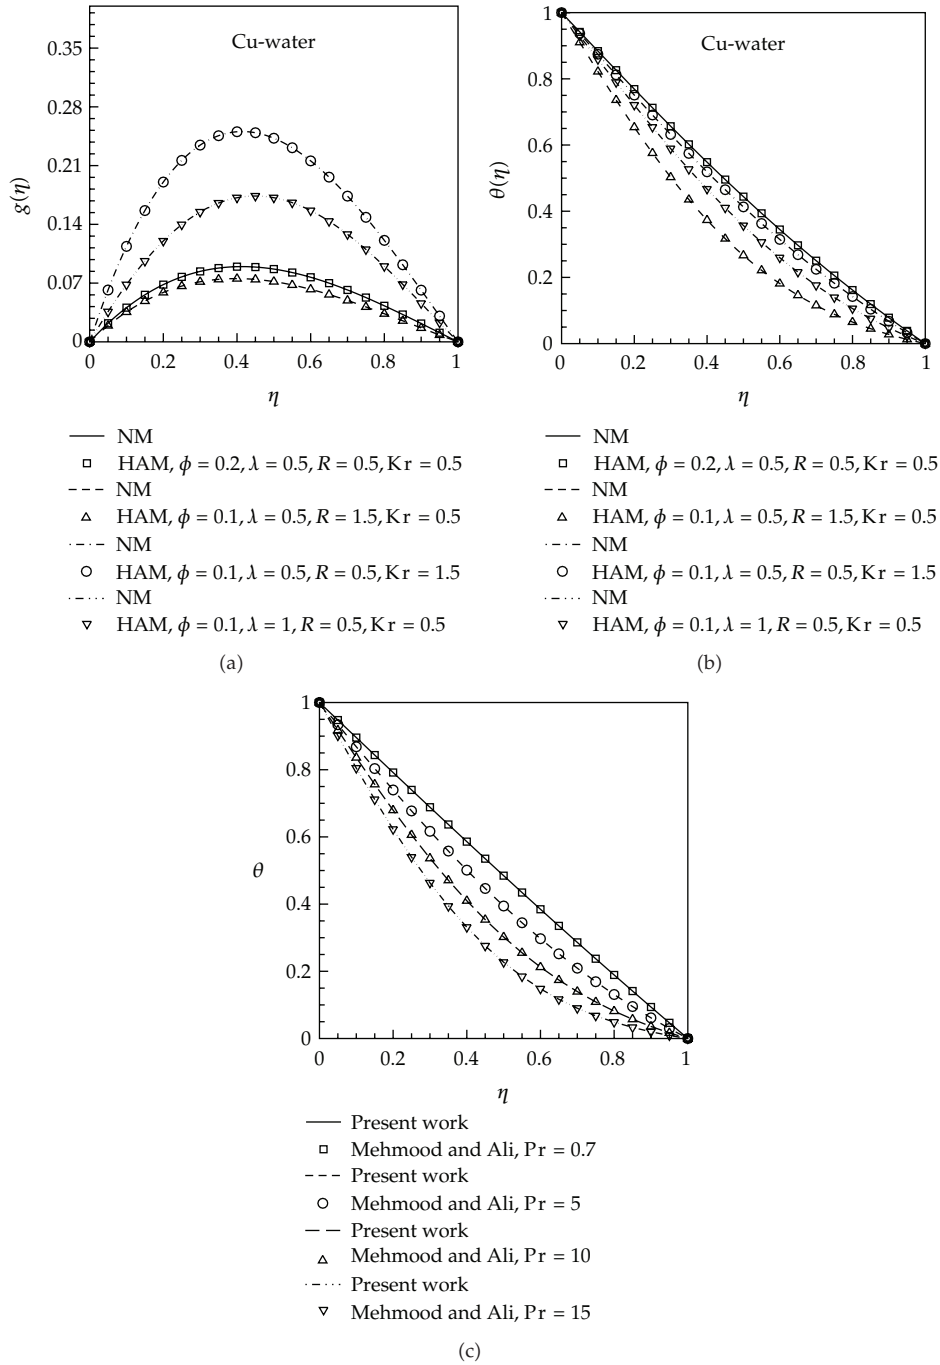 Cu-water
0.35
0.28
0.21
0.14
0.07
0
g(η)
0 0.2 0.4 0.6 0.8 1
η
NM
HAM, ϕ = 0.2, λ = 0.5, R = 0.5, Kr = 0.5
NM
HAM, ϕ = 0.1, λ = 0.5, R = 1.5, Kr = 0.5
NM
HAM, ϕ = 0.1, λ = 0.5, R = 0.5, Kr = 1.5
NM
HAM, ϕ = 0.1, λ = 1, R = 0.5, Kr = 0.5
(a)
Cu-water
1
0.8
0.6
0.4
0.2
0
θ(η)
0 0.2 0.4 0.6 0.8 1
η
NM
HAM, ϕ = 0.2, λ = 0.5, R = 0.5, Kr = 0.5
NM
HAM, ϕ = 0.1, λ = 0.5, R = 1.5, Kr = 0.5
NM
HAM, ϕ = 0.1, λ = 0.5, R = 0.5, Kr = 1.5
NM
HAM, ϕ = 0.1, λ = 1, R = 0.5, Kr = 0.5
(b)
1
0.8
0.6
0.4
0.2
0
θ
0 0.2 0.4 0.6 0.8 1
η
Present work
Mehmood and Ali, Pr = 0.7
Present work
Mehmood and Ali, Pr = 5
Present work
Mehmood and Ali, Pr = 10
Present work
Mehmood and Ali, Pr = 15
(c)